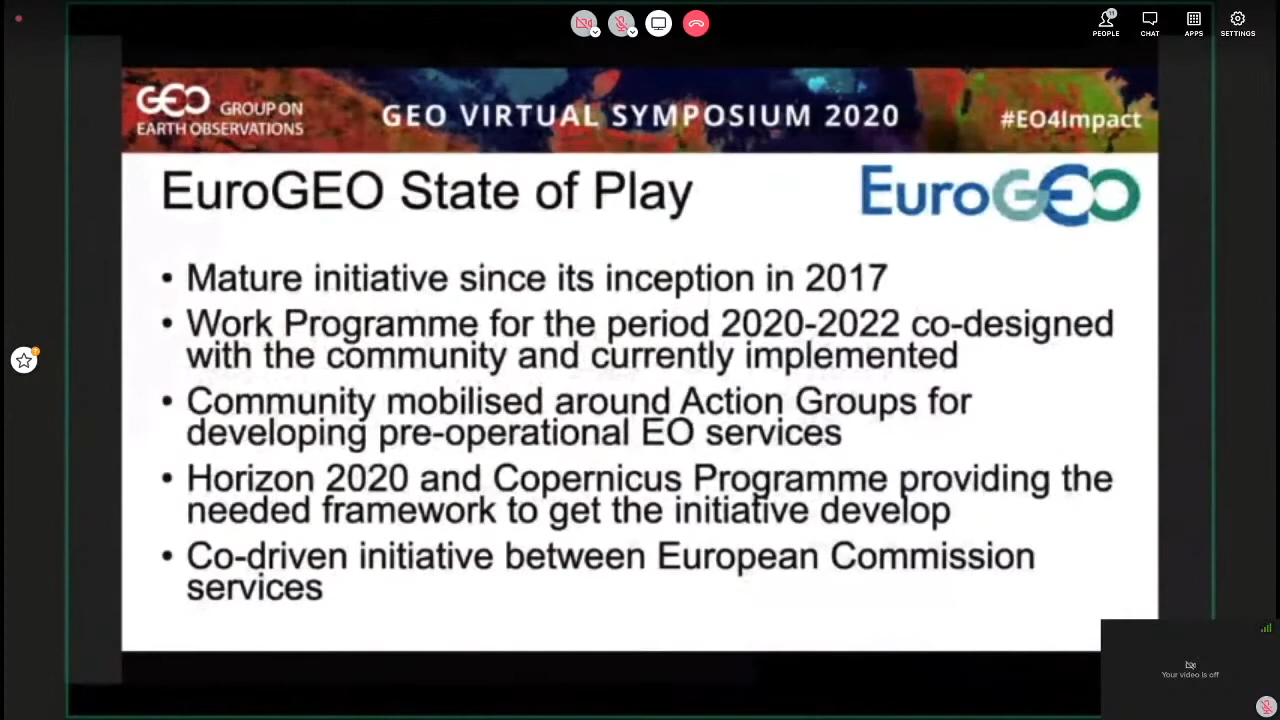 11
PEOPLE
CHAT
APPS
SETTINGS
GEO GROUP ON
EARTH OBSERVATIONS
GEO VIRTUAL SYMPOSIUM 2020
#EO4Impact
EuroGEO State of Play
EuroGEO
• Mature initiative since its inception in 2017
• Work Programme for the period 2020-2022 co-designed
with the community and currently implemented
• Community mobilised around Action Groups for
developing pre-operational EO services
• Horizon 2020 and Copernicus Programme providing the
needed framework to get the initiative develop
• Co-driven initiative between European Commission
services
Your video is off